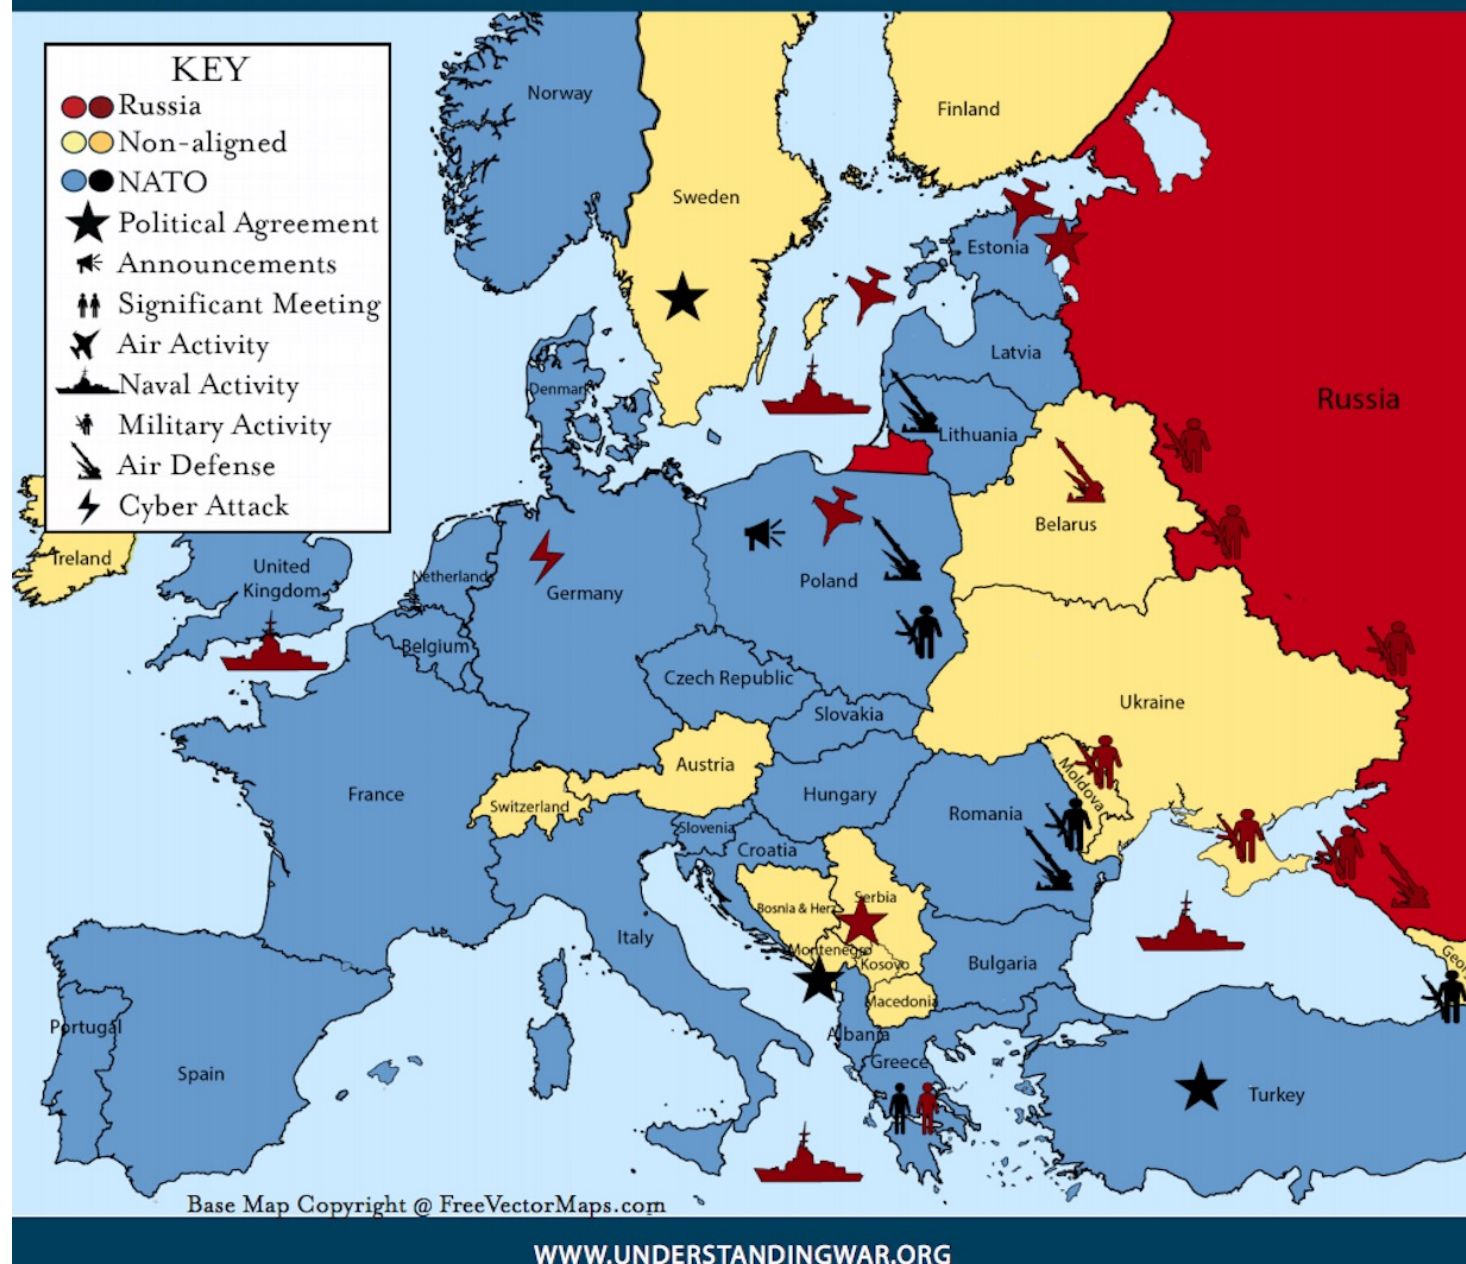 KEY
Russia
Non-aligned
NATO
Political Agreement
Announcements
Significant Meeting
Air Activity
Naval Activity
Military Activity
Air Defense
Cyber Attack
Norway
Finland
Sweden
Estonia
Latvia
Russia
Denmark
Lithuania
Belarus
Ireland
United
Kingdom
Netherlands
Germany
Poland
Belgium
Czech Republic
Ukraine
Slovakia
Austria
Moldova
France
Switzerland
Hungary
Romania
Slovenia
Croatia
Serbia
Bosnia & Herz
Italy
Montenegro
Kosovo
Bulgaria
Macedonia
Portugal
Albania
Greece
Spain
Turkey
Base Map Copyright @ FreeVectorMaps.com
WWW.UNDERSTANDINGWAR.ORG